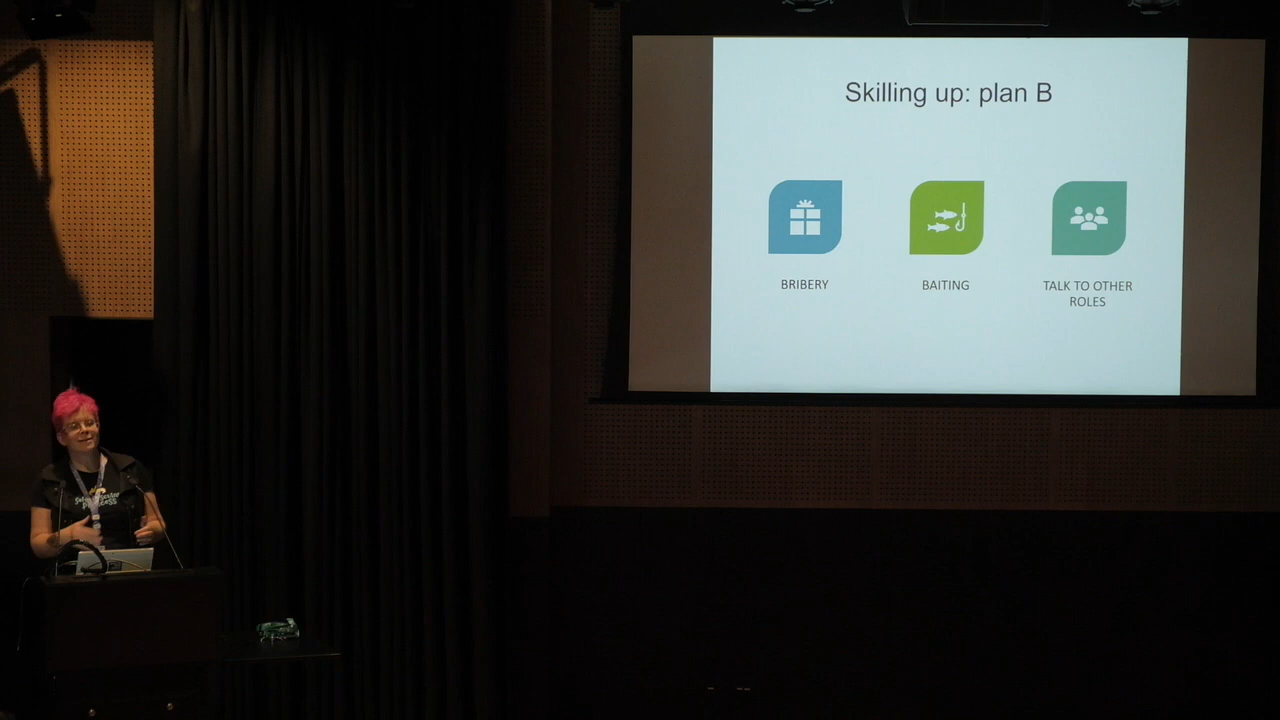 Skilling up: plan B
BRIBERY
BAITING
TALK TO OTHER
ROLES